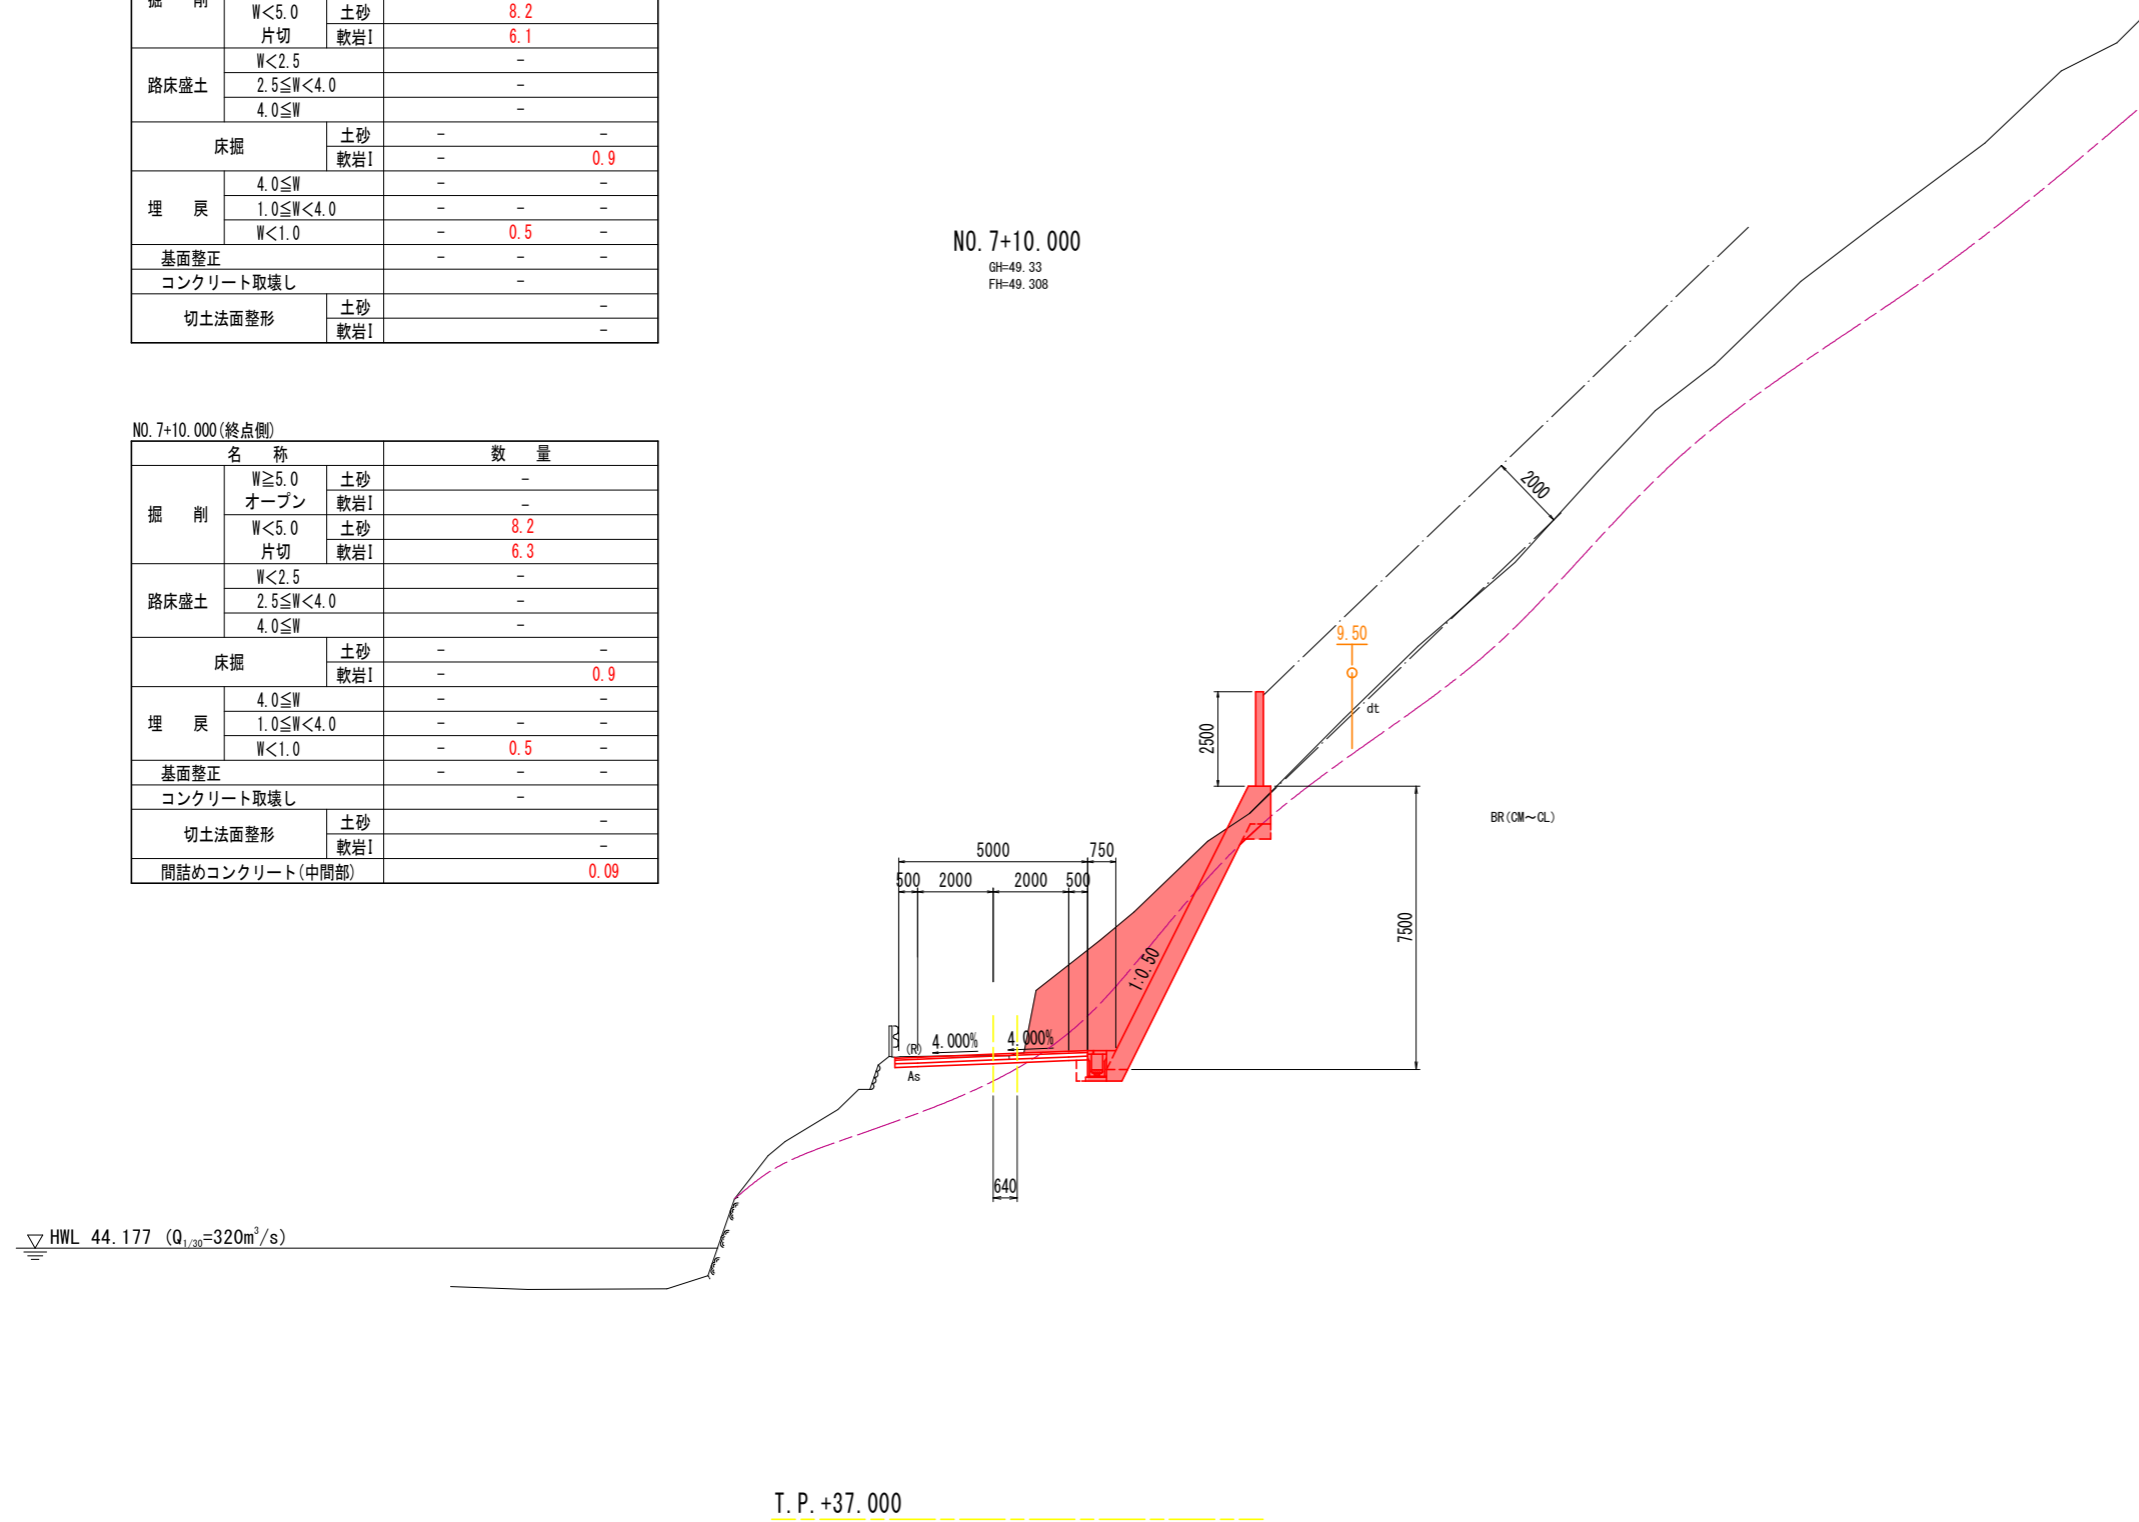 掘 削 W<5.0 土砂 8.2
片切 軟岩I 6.1
路床盛土 W<2.5 -
2.5≦W<4.0 -
4.0≦W -
床掘 土砂 - -
軟岩I - 0.9
埋 戻 4.0≦W - -
1.0≦W<4.0 - - -
W<1.0 - 0.5 -
基面整正 - - -
コンクリート取壊し -
切土法面整形 土砂 -
軟岩I -
NO.7+10.000(終点側)
名 称 数 量
掘 削 W≧5.0 土砂 -
オープン 軟岩I -
W<5.0 土砂 8.2
片切 軟岩I 6.3
路床盛土 W<2.5 -
2.5≦W<4.0 -
4.0≦W -
床掘 土砂 - -
軟岩I - 0.9
埋 戻 4.0≦W - -
1.0≦W<4.0 - - -
W<1.0 - 0.5 -
基面整正 - - -
コンクリート取壊し -
切土法面整形 土砂 -
軟岩I -
間詰めコンクリート(中間部) 0.09
NO.7+10.000
GH=49.33
FH=49.308
2000
9.50
dt
2500
BR(CM～CL)
5000 750
500 2000 2000 500
7500
1:0.50
4.000% 4.000%
(R)
As
640
HWL 44.177 (Q1/30=320m³/s)
T.P.+37.000